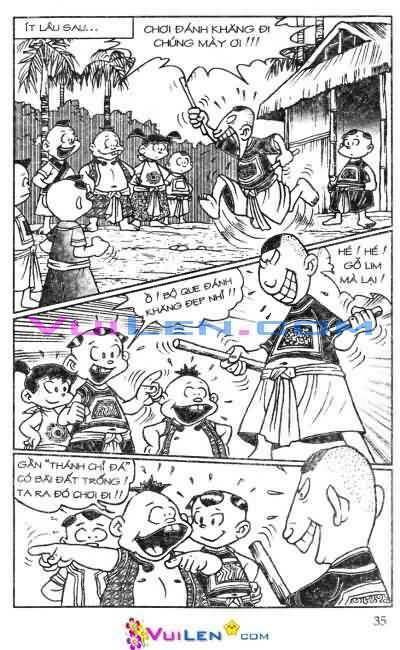 ÍT LÂU SAU...
CHƠI ĐÁNH KHĂNG ĐI
CHÚNG MÀY ƠI !!!
HÉ ! HÉ !
GỖ LIM
MÀ LẠI !
Ồ ! BỘ QUE ĐÁNH
KHĂNG ĐẸP NHỈ !!
VUILEN.COM
GẦN "THÁNH CHỈ ĐÁ"
CÓ BÃI ĐẤT TRỐNG !
TA RA ĐÓ CHƠI ĐI !!
35
VUILEN.COM